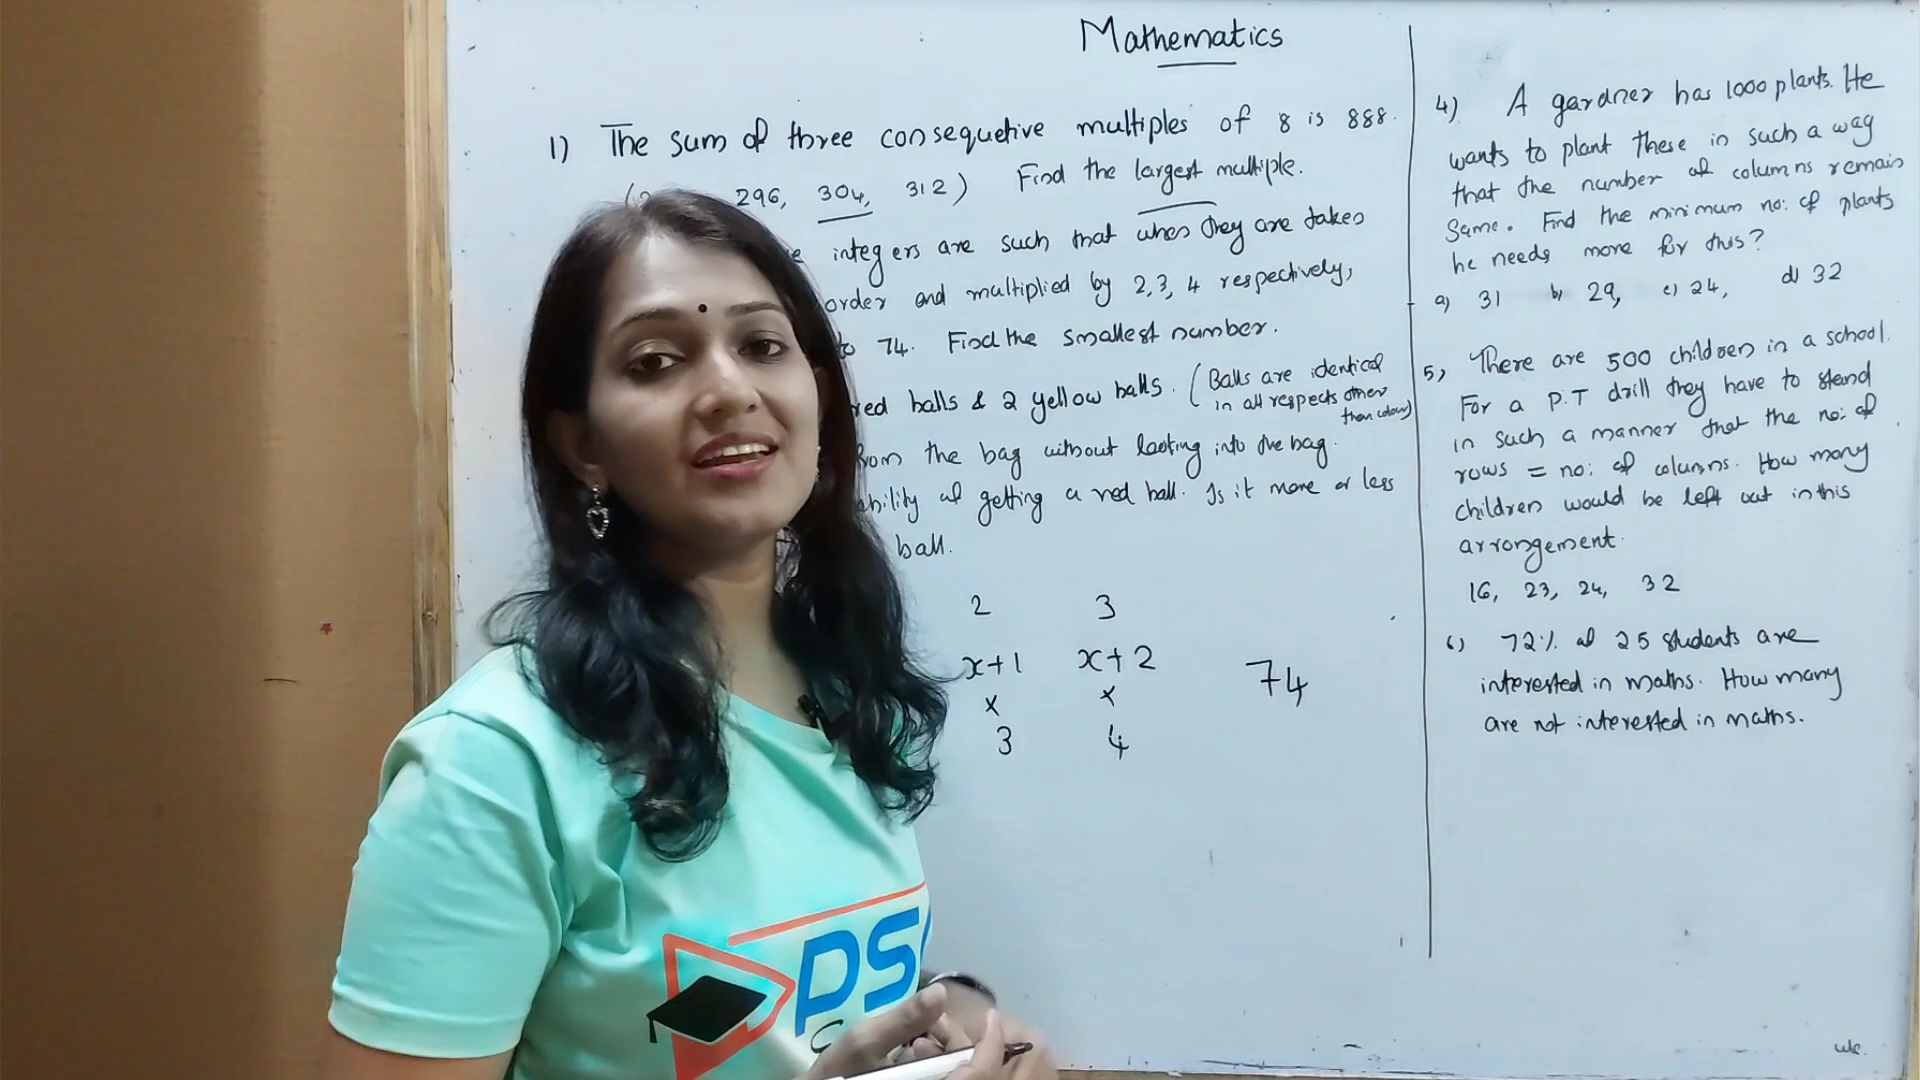 Mathematics
1) The sum of three consequetive multiples of 8 is 888.
296, 304, 312) Find the largest multiple.
integers are such that when they are taken
order and multiplied by 2,3, 4 respectively,
to 74. Find the smallest number.
red balls & 2 yellow balls. (Balls are identical
in all respects other
than colour)
from the bag without looking into the bag.
ability of getting a red ball. Is it more or less
ball.
2 3
x+1 x+2 74
x x
3 4
4) A gardner has 1000 plants. He
wants to plant these in such a way
that the number of columns remain
same. Find the minimum no: of plants
he needs more for this?
a) 31 b) 29, c) 24, d) 32
5, There are 500 children in a school.
For a P.T drill they have to stand
in such a manner that the no: of
rows = no: of columns. How many
children would be left out in this
arrangement.
16, 23, 24, 32
6) 72% of 25 students are
interested in maths. How many
are not interested in maths.
PS
C